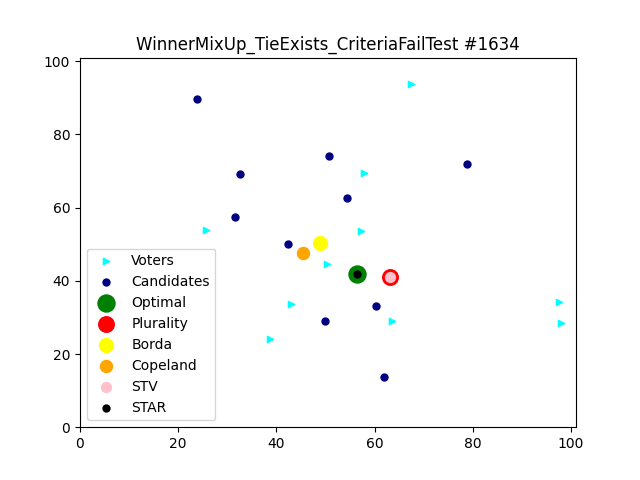 WinnerMixUp_TieExists_CriteriaFailTest #1634
100
80
60
40
20
0
Voters
Candidates
Optimal
Plurality
Borda
Copeland
STV
STAR
0 20 40 60 80 100